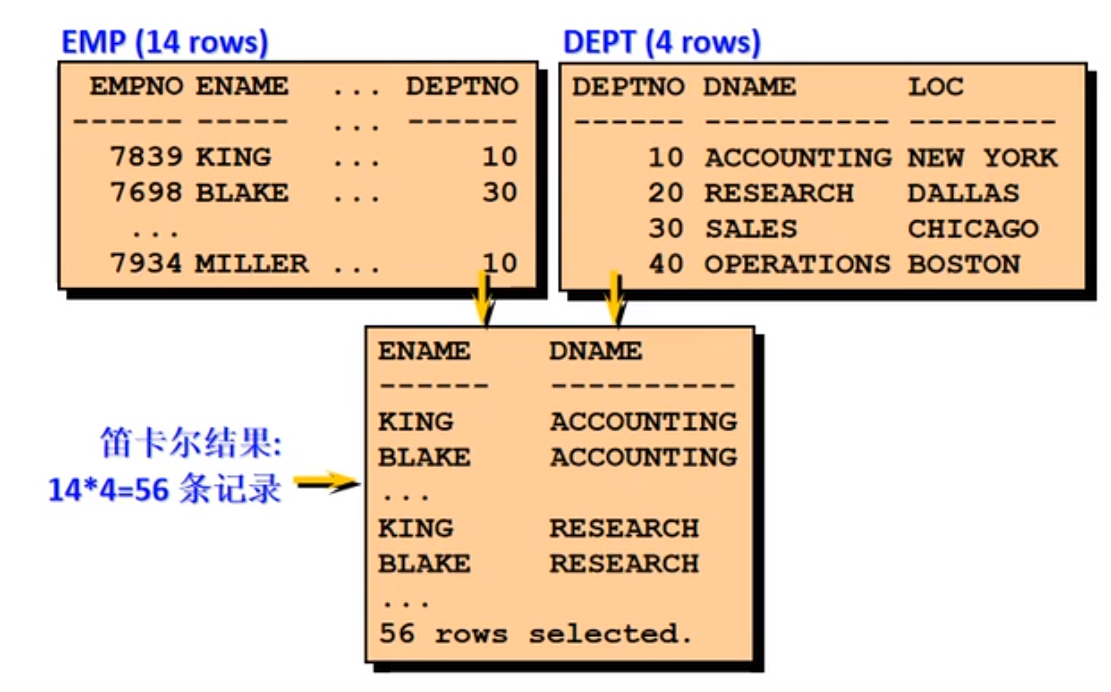 EMP (14 rows)
EMPNO ENAME ... DEPTNO
------ ----- ... ------
7839 KING ... 10
7698 BLAKE ... 30
...
7934 MILLER ... 10
DEPT (4 rows)
DEPTNO DNAME LOC
------ ---------- --------
10 ACCOUNTING NEW YORK
20 RESEARCH DALLAS
30 SALES CHICAGO
40 OPERATIONS BOSTON
笛卡尔结果:
14*4=56 条记录
ENAME DNAME
------ ----------
KING ACCOUNTING
BLAKE ACCOUNTING
...
KING RESEARCH
BLAKE RESEARCH
...
56 rows selected.